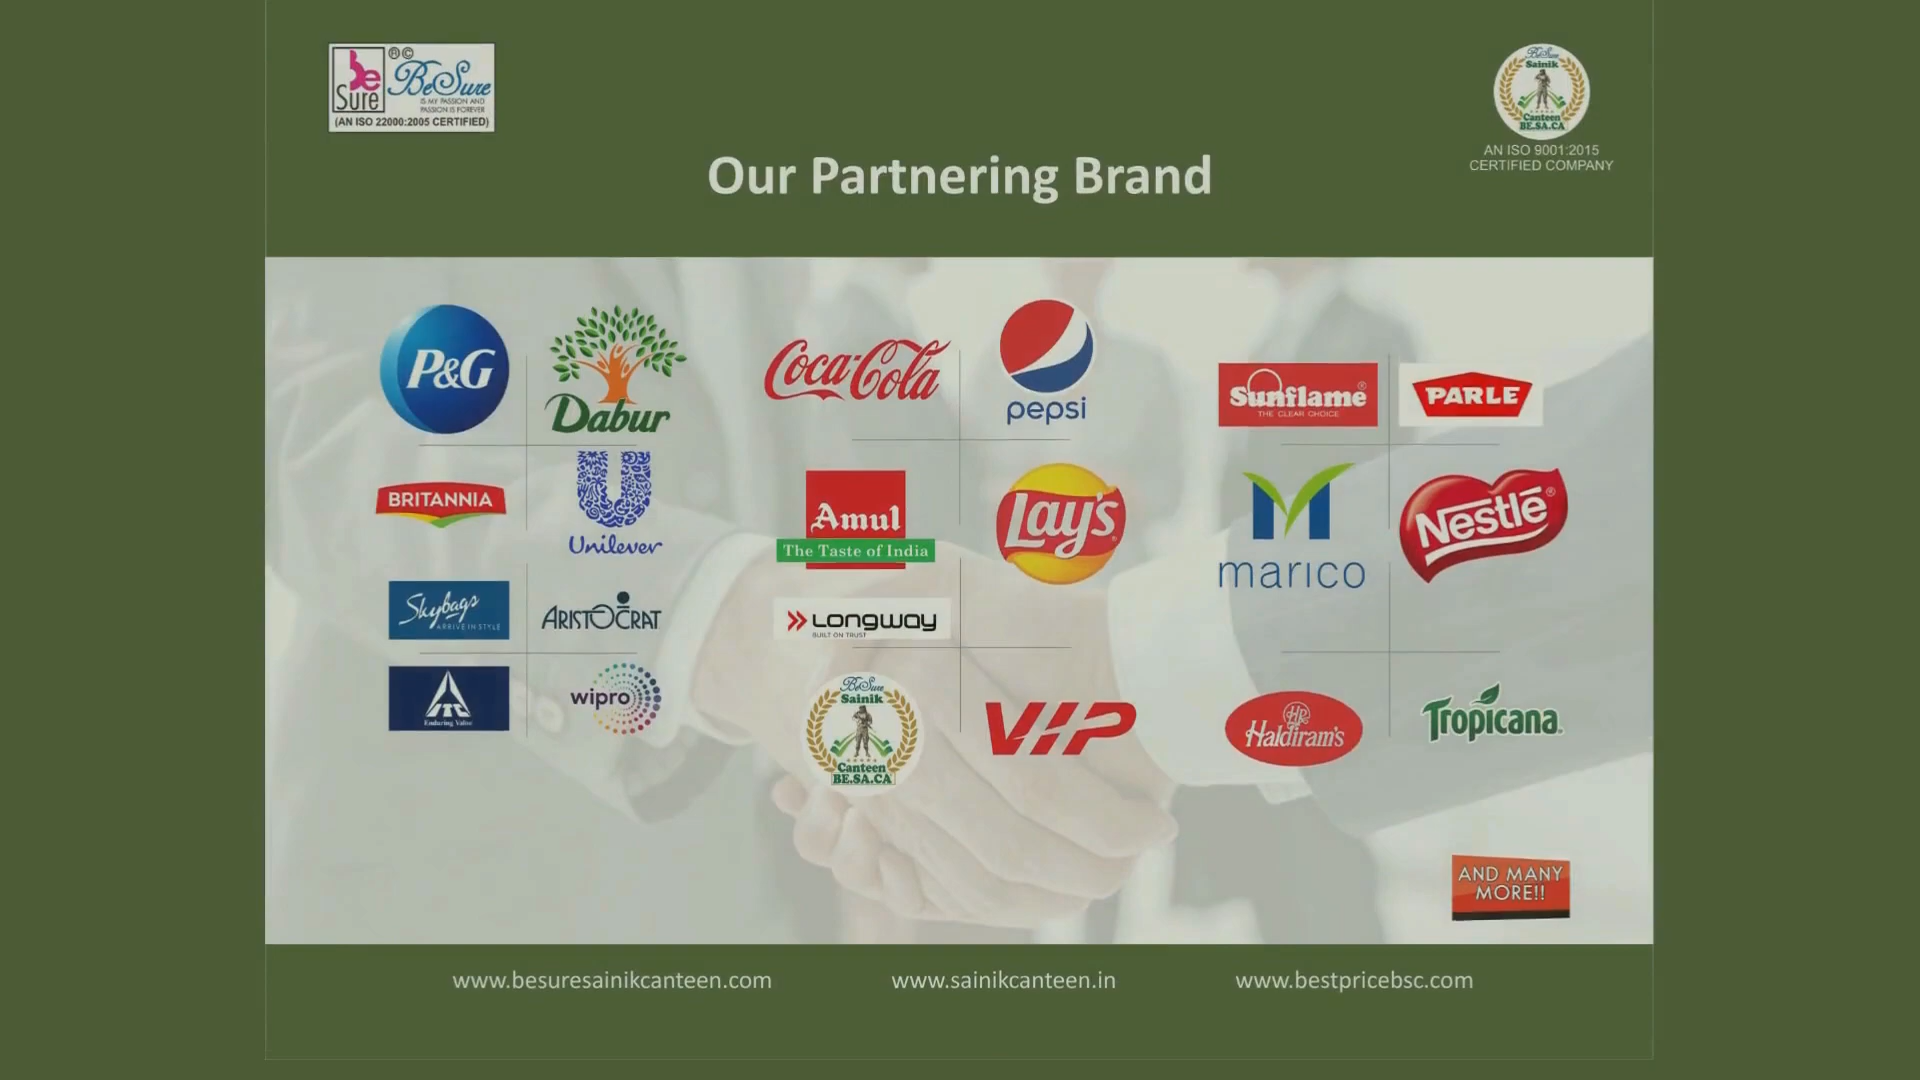 be
Sure
®©
BeSure
IS MY PASSION AND
PASSION IS FOREVER
(AN ISO 22000:2005 CERTIFIED)
BeSure
Sainik
Canteen
BE.SA.CA
AN ISO 9001:2015
CERTIFIED COMPANY
Our Partnering Brand
P&G
Dabur
Coca-Cola
pepsi
Sunflame®
THE CLEAR CHOICE
PARLE
BRITANNIA
Unilever
Amul
The Taste of India
Lay's
marico
Nestlé®
Skybags
ARRIVE IN STYLE
ARISTOCRAT
LONGWAY
BUILT ON TRUST
ITC
Enduring Value
wipro
BeSure
Sainik
Canteen
BE.SA.CA
VIP
HR
Haldiram's
Tropicana
AND MANY
MORE!!
www.besuresainikcanteen.com
www.sainikcanteen.in
www.bestpricebsc.com